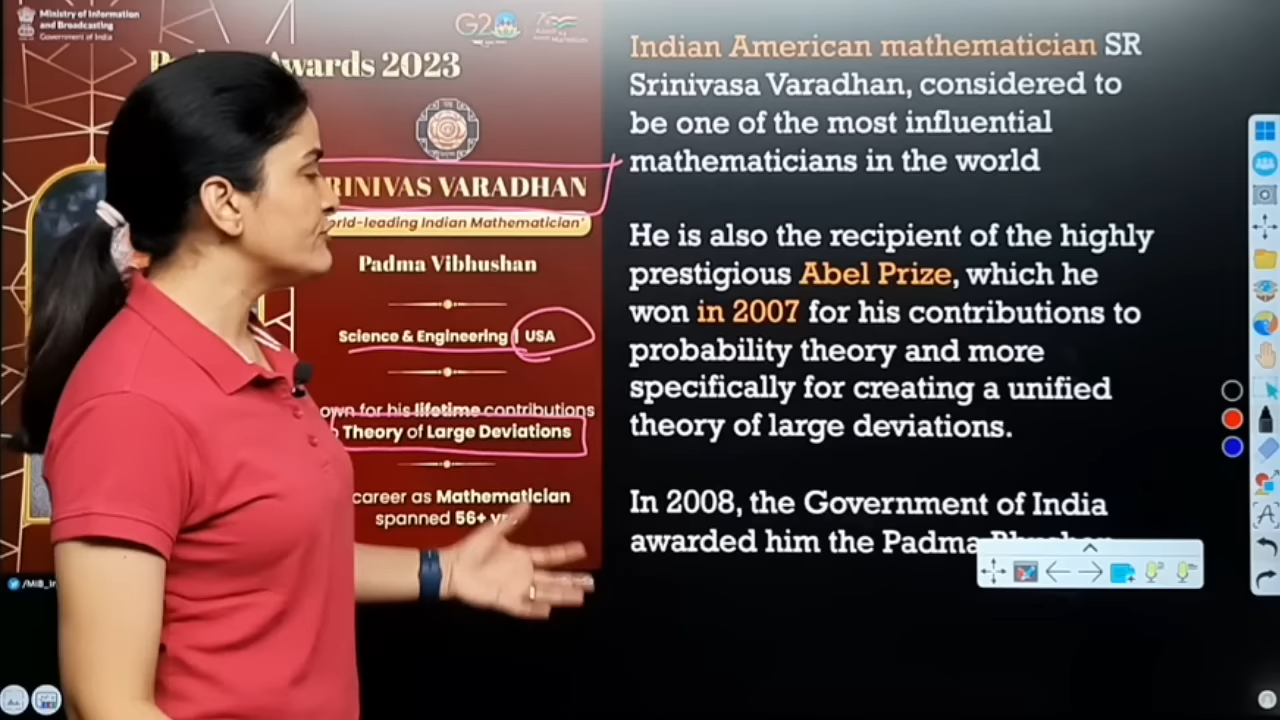 Ministry of Information
and Broadcasting
Government of India
G20
Awards 2023
RINIVAS VARADHAN
orld-leading Indian Mathematician'
Padma Vibhushan
Science & Engineering | USA
own for his lifetime contributions
Theory of Large Deviations
career as Mathematician
spanned 56+
Indian American mathematician SR
Srinivasa Varadhan, considered to
be one of the most influential
mathematicians in the world
He is also the recipient of the highly
prestigious Abel Prize, which he
won in 2007 for his contributions to
probability theory and more
specifically for creating a unified
theory of large deviations.
In 2008, the Government of India
awarded him the Padma